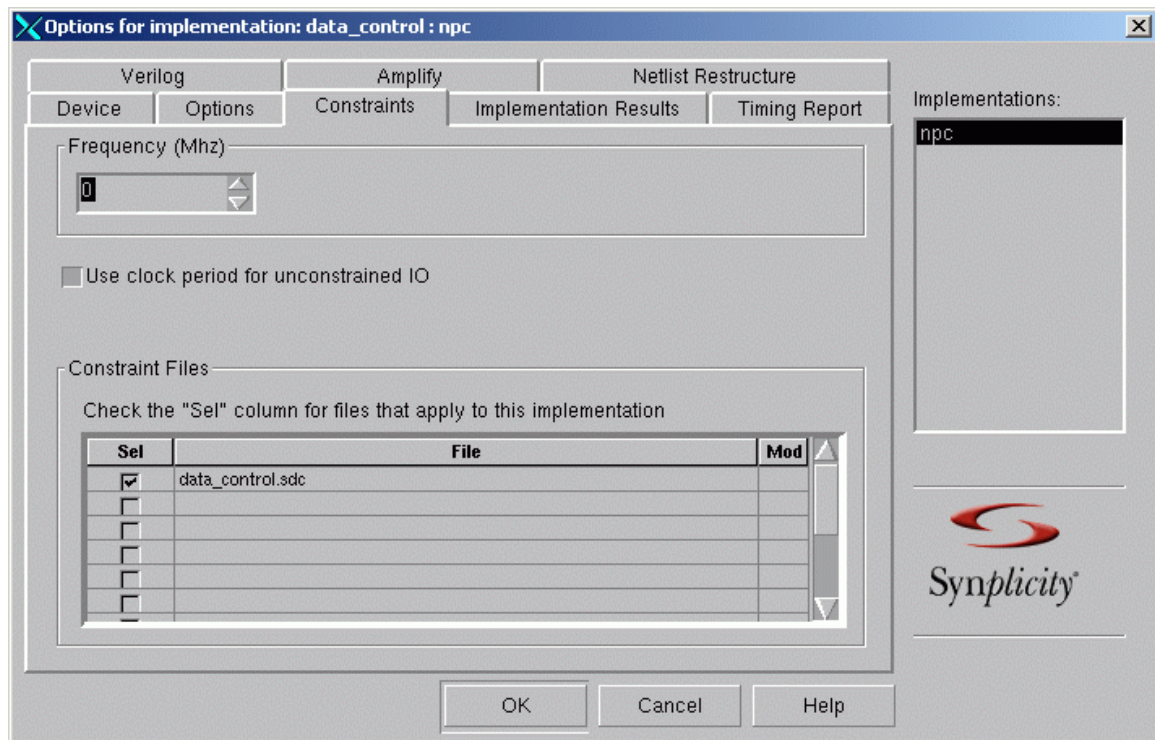 Options for implementation: data_control : npc
Verilog Amplify Netlist Restructure
Device Options Constraints Implementation Results Timing Report
Implementations:
npc
Frequency (Mhz)
0
Use clock period for unconstrained IO
Constraint Files
Check the "Sel" column for files that apply to this implementation
Sel File Mod
data_control.sdc
Synplicity®
OK Cancel Help